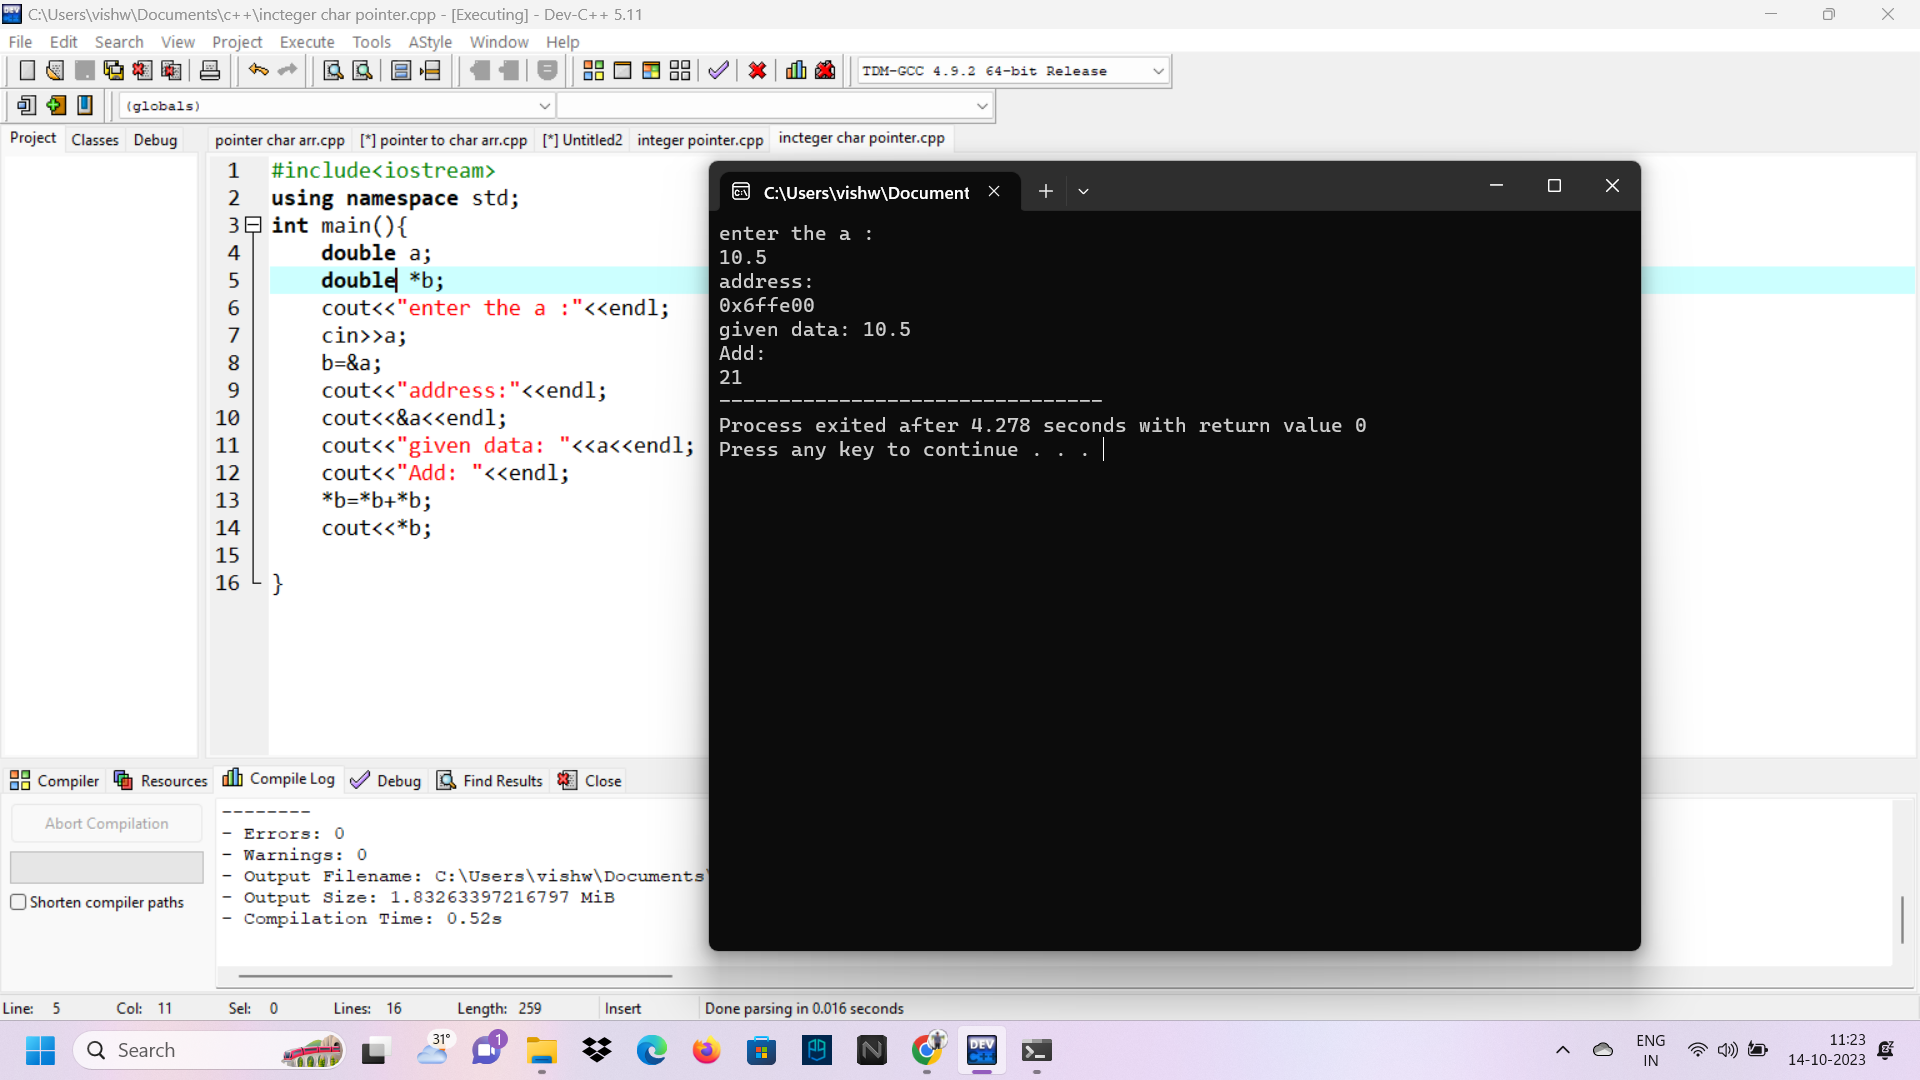 C:\Users\vishw\Documents\c++\incteger char pointer.cpp - [Executing] - Dev-C++ 5.11
File Edit Search View Project Execute Tools AStyle Window Help
TDM-GCC 4.9.2 64-bit Release
(globals)
Project Classes Debug
pointer char arr.cpp [*] pointer to char arr.cpp [*] Untitled2 integer pointer.cpp incteger char pointer.cpp
1 #include<iostream>
2 using namespace std;
3 int main(){
4 double a;
5 double *b;
6 cout<<"enter the a :"<<endl;
7 cin>>a;
8 b=&a;
9 cout<<"address:"<<endl;
10 cout<<&a<<endl;
11 cout<<"given data: "<<a<<endl;
12 cout<<"Add: "<<endl;
13 *b=*b+*b;
14 cout<<*b;
15
16 }
C:\Users\vishw\Document
enter the a :
10.5
address:
0x6ffe00
given data: 10.5
Add:
21
--------------------------------
Process exited after 4.278 seconds with return value 0
Press any key to continue . . .
Compiler Resources Compile Log Debug Find Results Close
Abort Compilation
Shorten compiler paths
--------
- Errors: 0
- Warnings: 0
- Output Filename: C:\Users\vishw\Documents
- Output Size: 1.83263397216797 MiB
- Compilation Time: 0.52s
Line: 5 Col: 11 Sel: 0 Lines: 16 Length: 259 Insert Done parsing in 0.016 seconds
Search
31°
1
DEV
ENG
IN
11:23
14-10-2023